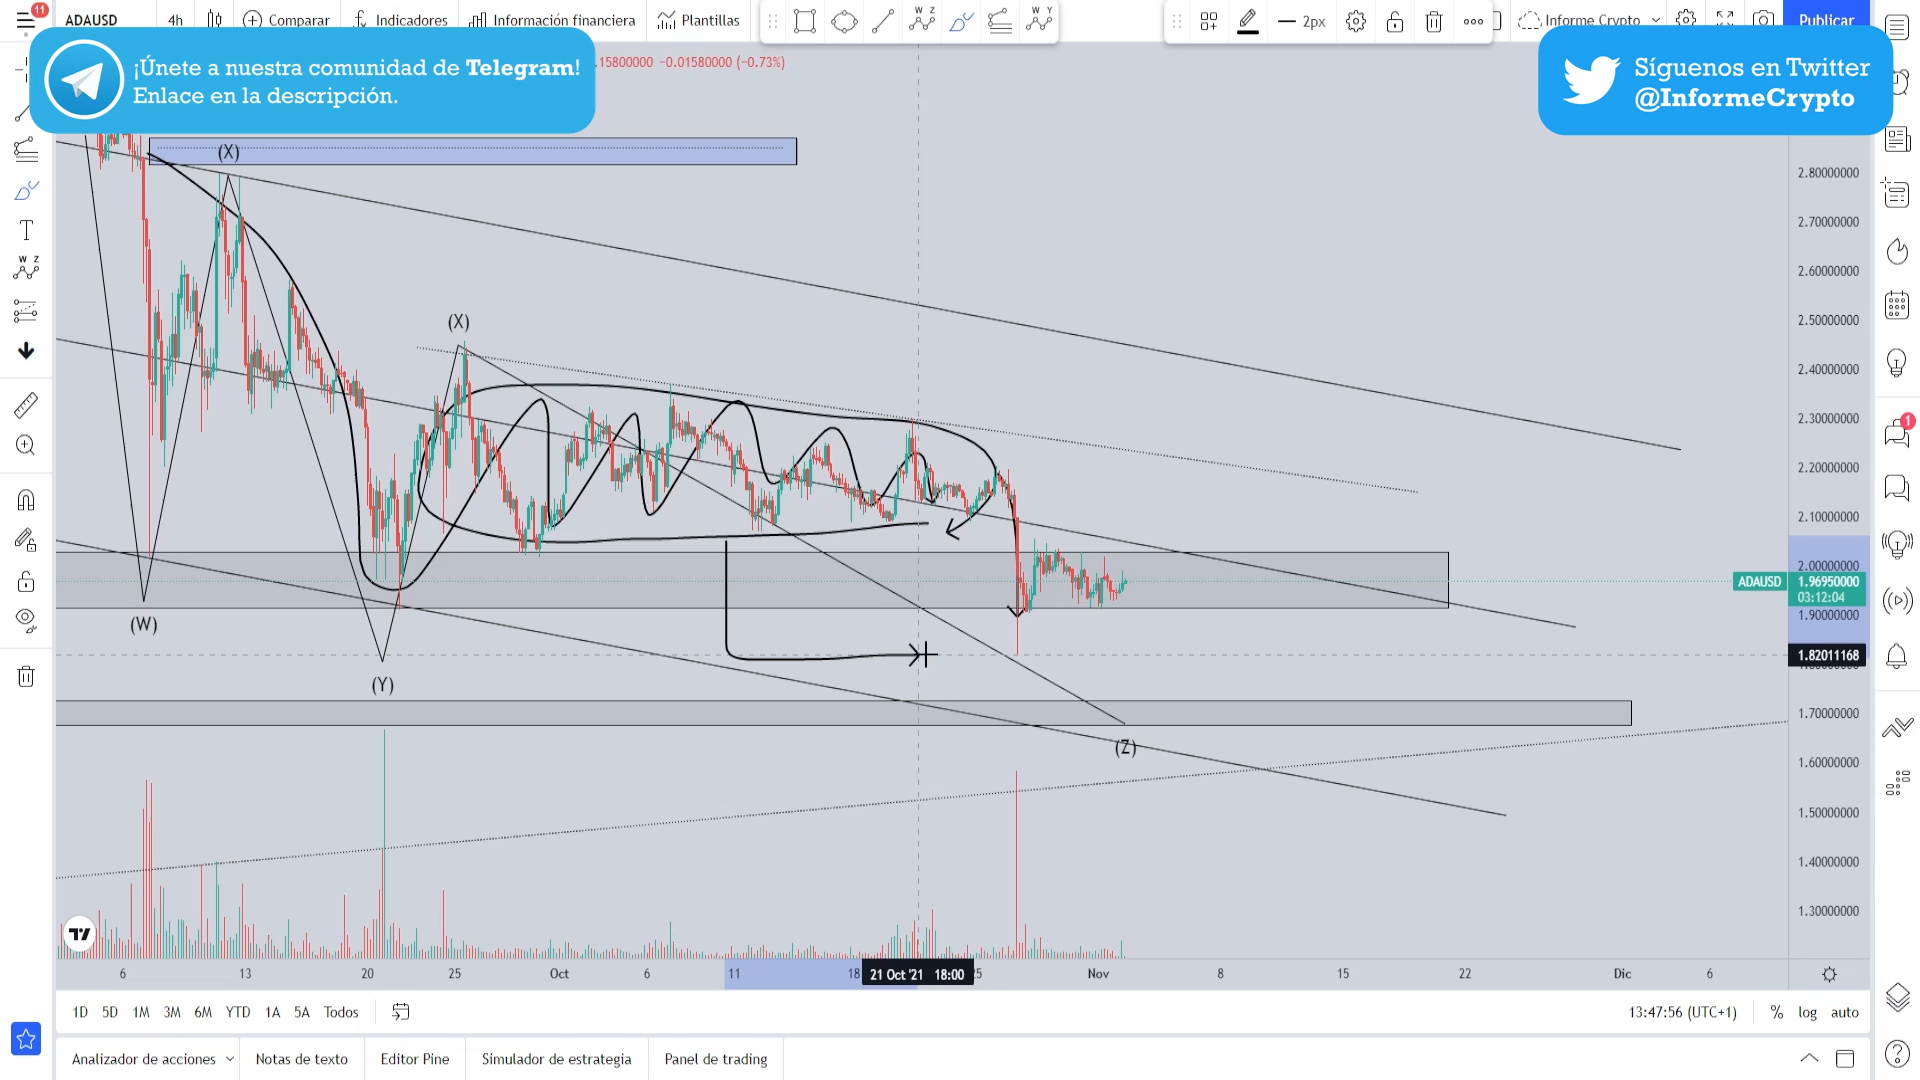 11
ADAUSD
4h
Comparar
Indicadores
Información financiera
Plantillas
W Z
W Y
2px
Informe Crypto
Publicar
¡Únete a nuestra comunidad de Telegram!
Enlace en la descripción.
.15800000 −0.01580000 (−0.73%)
Síguenos en Twitter
@InformeCrypto
T
W Z
(X)
(X)
(W)
(Y)
(Z)
2.80000000
2.70000000
2.60000000
2.50000000
2.40000000
2.30000000
2.20000000
2.10000000
2.00000000
ADAUSD
1.96950000
03:12:04
1.90000000
1.82011168
1.70000000
1.60000000
1.50000000
1.40000000
1.30000000
1
6
13
20
25
Oct
6
11
18
21 Oct '21 18:00
25
Nov
8
15
22
Dic
6
1D
5D
1M
3M
6M
YTD
1A
5A
Todos
13:47:56 (UTC+1)
%
log
auto
Analizador de acciones
Notas de texto
Editor Pine
Simulador de estrategia
Panel de trading